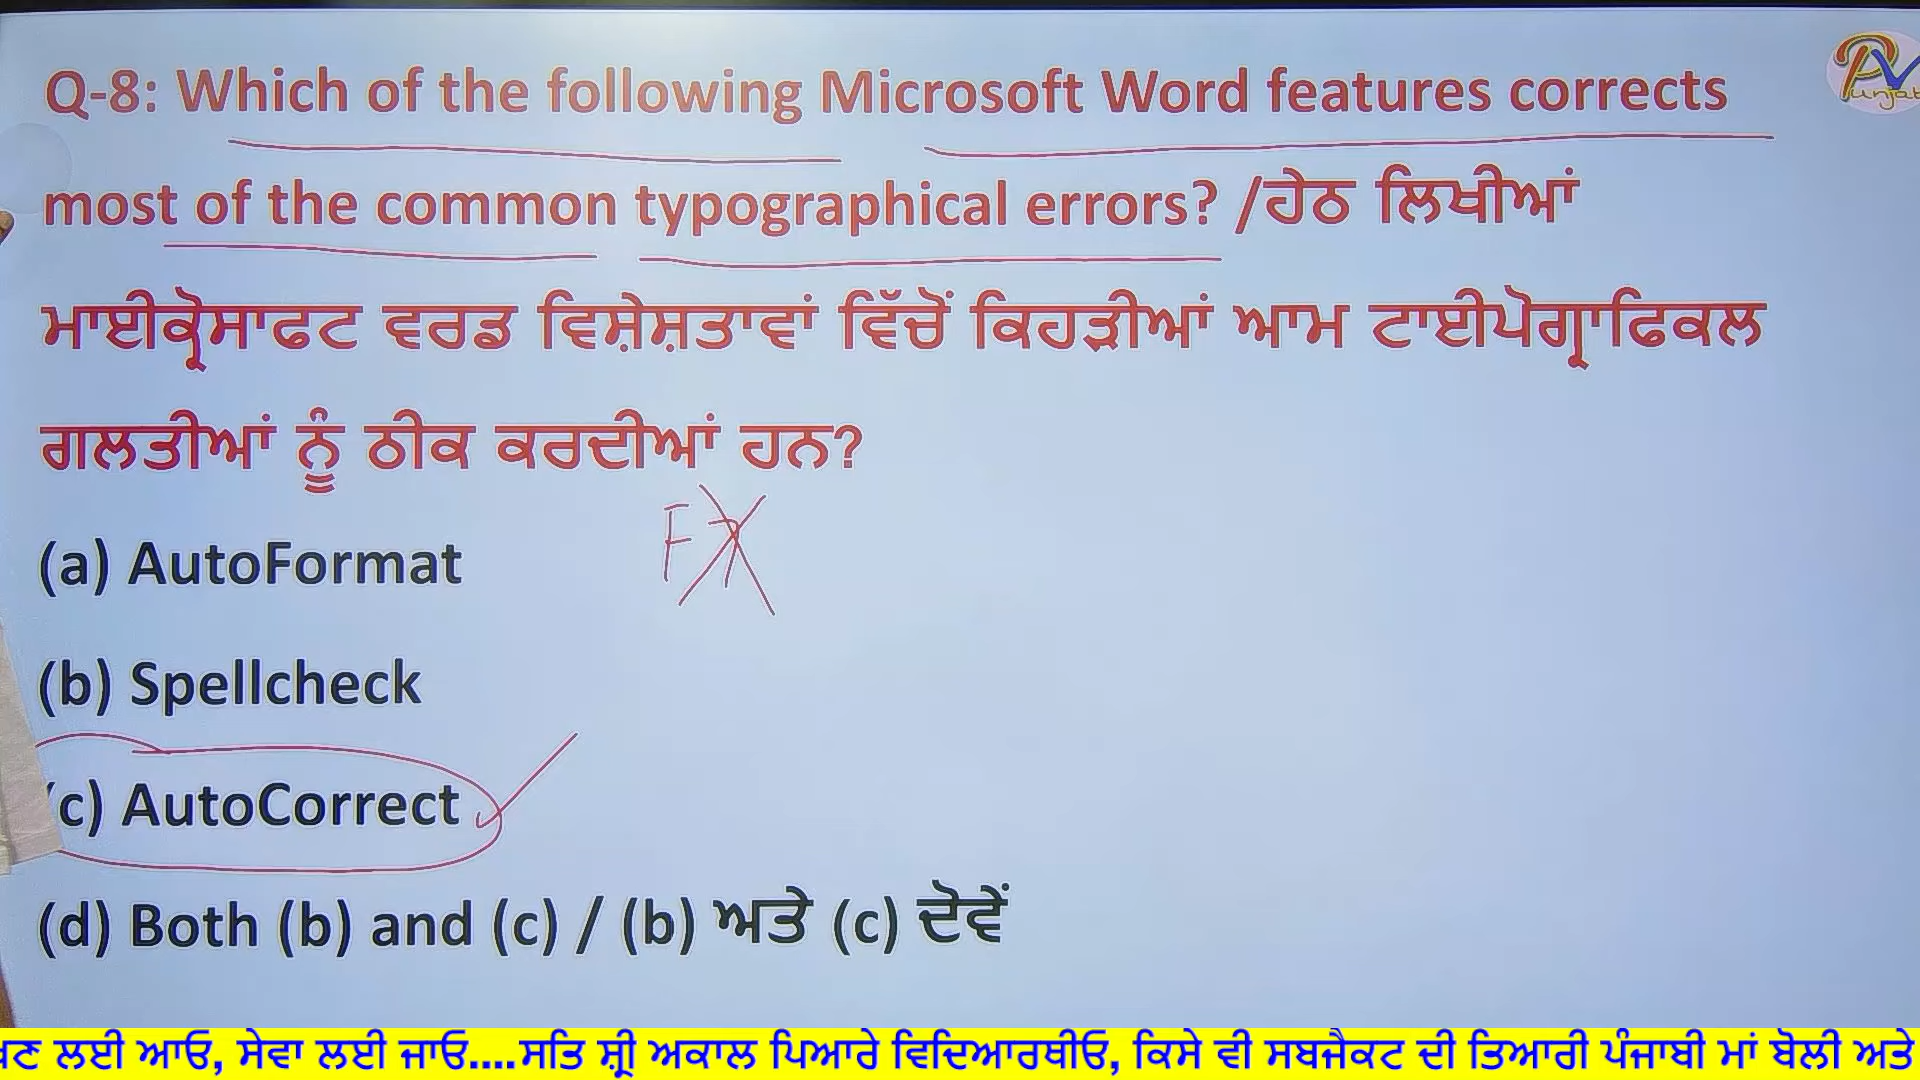 Q-8: Which of the following Microsoft Word features corrects
most of the common typographical errors? /ਹੇਠ ਲਿਖੀਆਂ
ਮਾਈਕ੍ਰੋਸਾਫਟ ਵਰਡ ਵਿਸ਼ੇਸ਼ਤਾਵਾਂ ਵਿੱਚੋਂ ਕਿਹੜੀਆਂ ਆਮ ਟਾਈਪੋਗ੍ਰਾਫਿਕਲ
ਗਲਤੀਆਂ ਨੂੰ ਠੀਕ ਕਰਦੀਆਂ ਹਨ?
(a) AutoFormat
(b) Spellcheck
(c) AutoCorrect
(d) Both (b) and (c) / (b) ਅਤੇ (c) ਦੋਵੇਂ
ਲਈ ਆਓ, ਸੇਵਾ ਲਈ ਜਾਓ....ਸਤਿ ਸ਼੍ਰੀ ਅਕਾਲ ਪਿਆਰੇ ਵਿਦਿਆਰਥੀਓ, ਕਿਸੇ ਵੀ ਸਬਜੈਕਟ ਦੀ ਤਿਆਰੀ ਪੰਜਾਬੀ ਮਾਂ ਬੋਲੀ ਅਤੇ